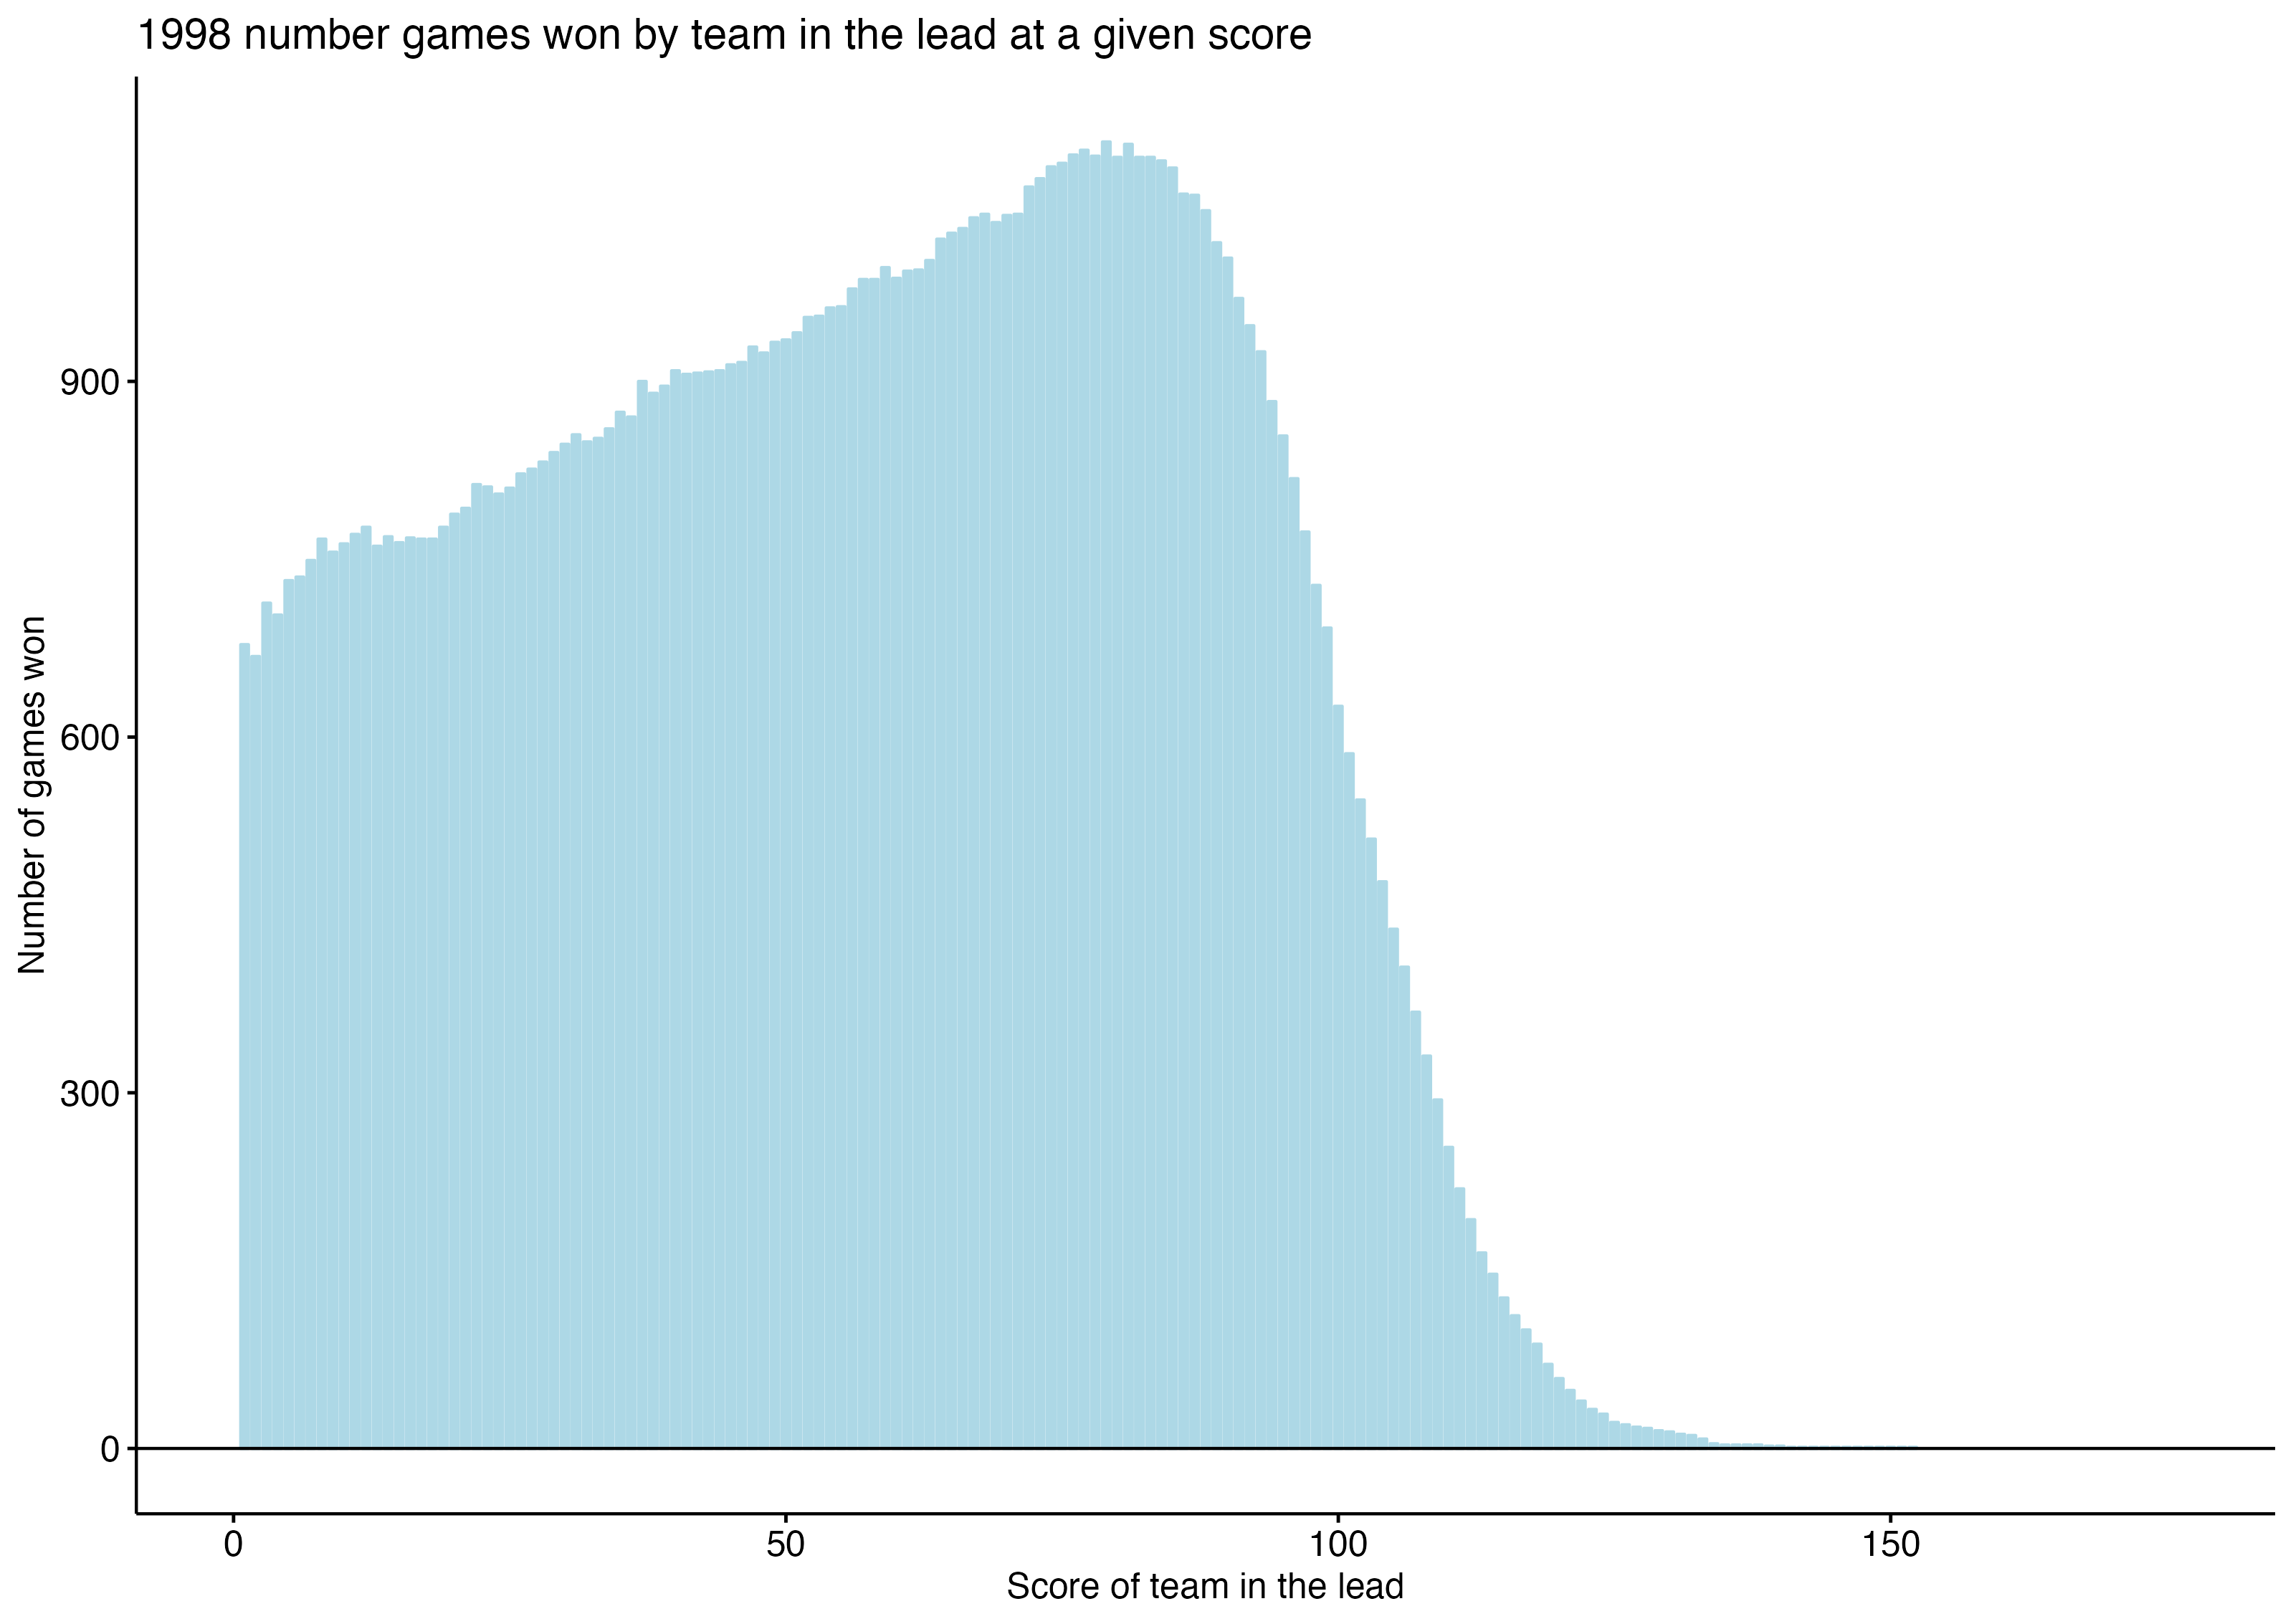 1998 number games won by team in the lead at a given score
Number of games won
900
600
300
0
0 50 100 150
Score of team in the lead